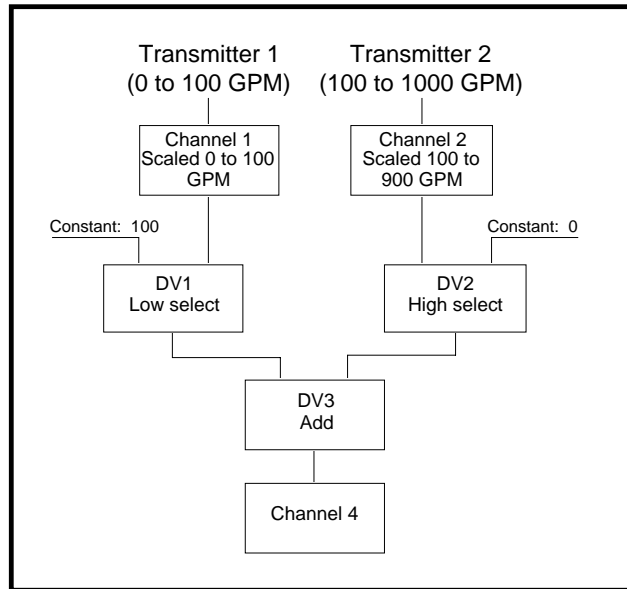 Transmitter 1
(0 to 100 GPM)
Transmitter 2
(100 to 1000 GPM)
Channel 1
Scaled 0 to 100
GPM
Channel 2
Scaled 100 to
900 GPM
Constant: 100
Constant: 0
DV1
Low select
DV2
High select
DV3
Add
Channel 4